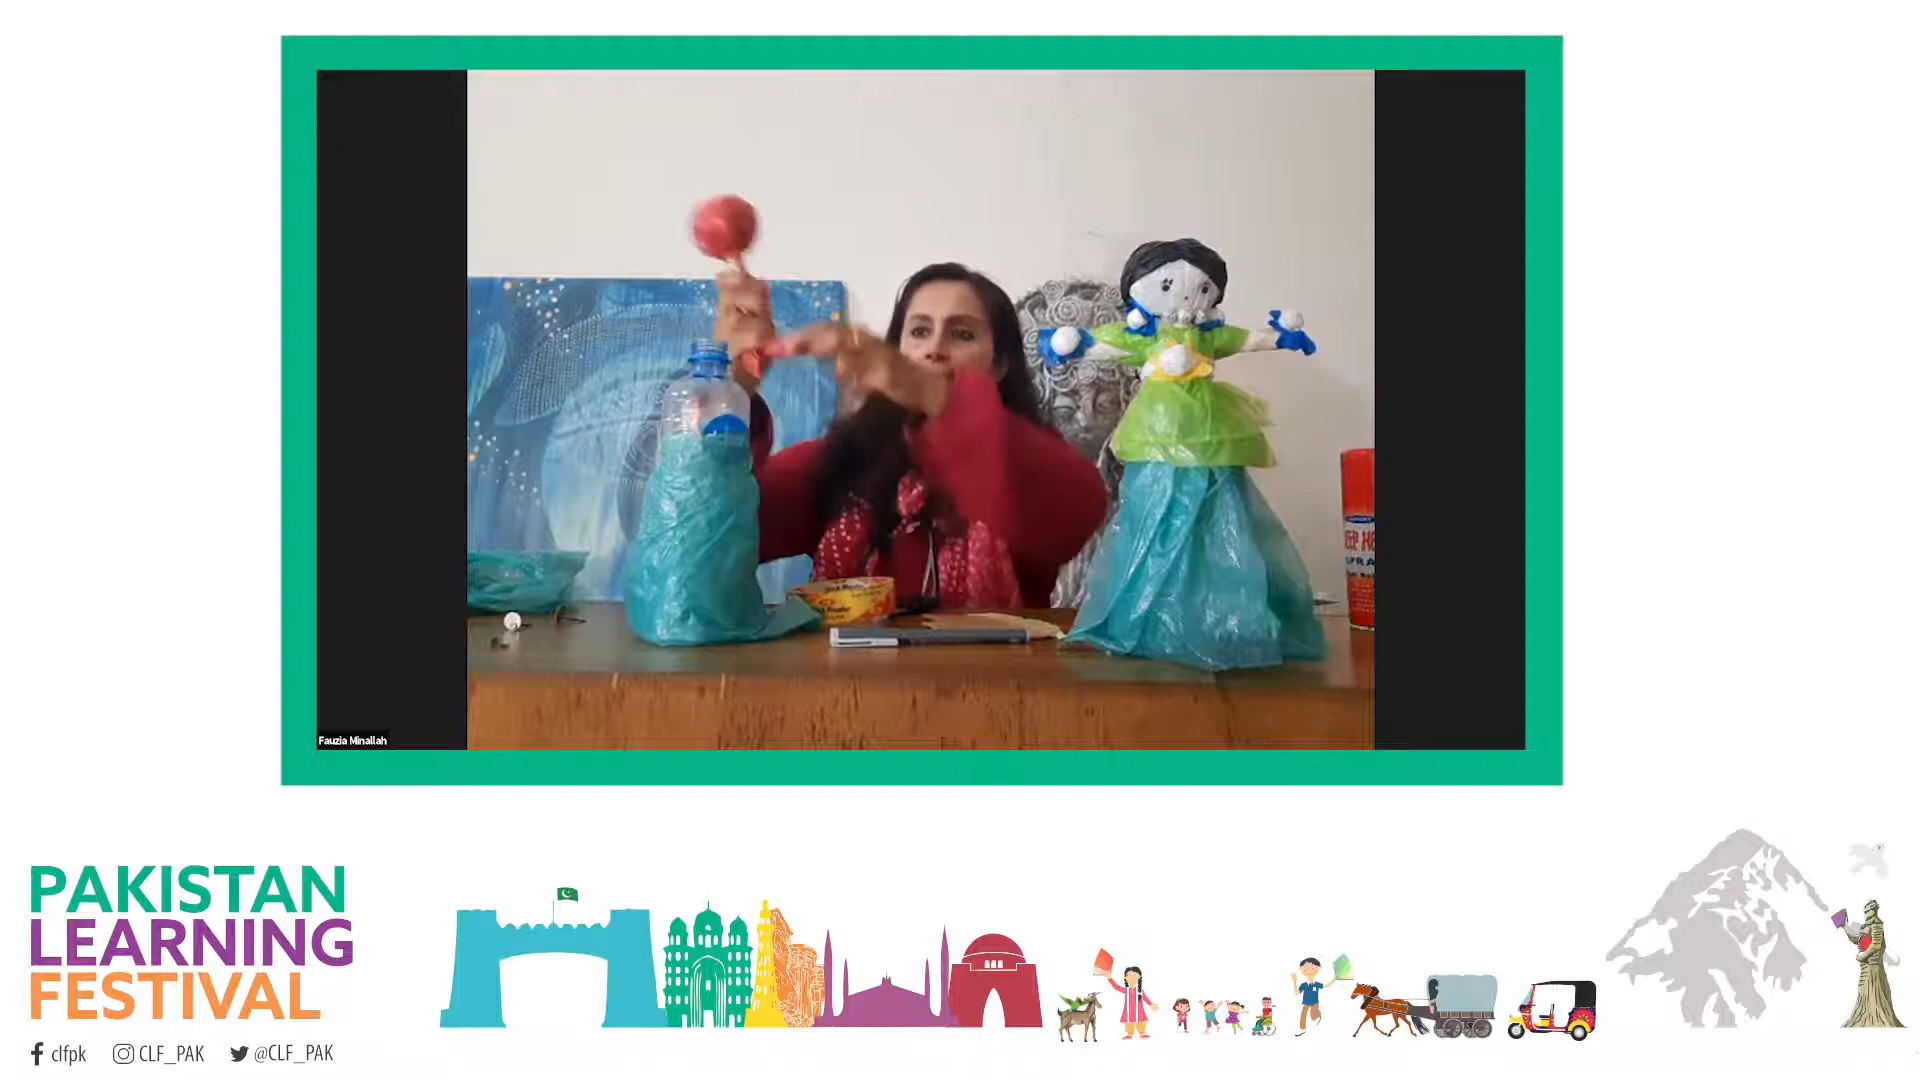 Fauzia Minallah
PAKISTAN
LEARNING
FESTIVAL
clfpk CLF_PAK @CLF_PAK